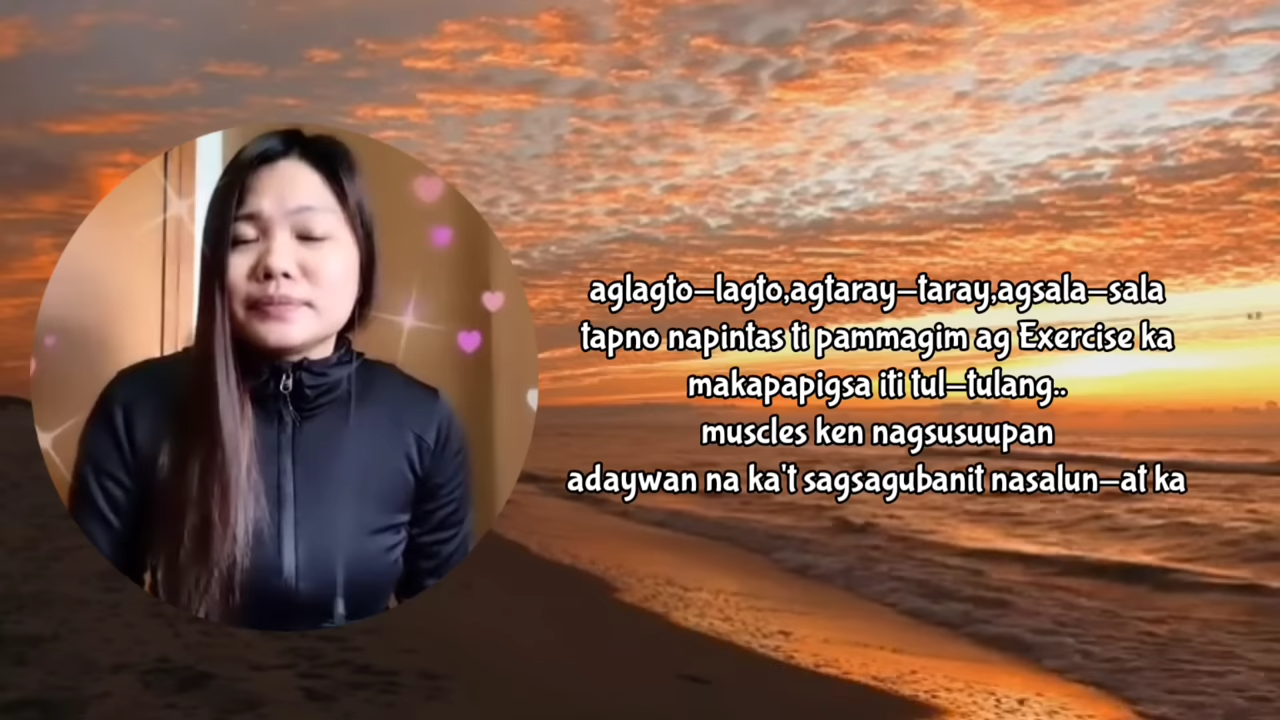 aglagto-lagto,agtaray-taray,agsala-sala
tapno napintas ti pammagim ag Exercise ka
makapapigsa iti tul-tulang..
muscles ken nagsusuupan
adaywan na ka't sagsagubanit nasalun-at ka